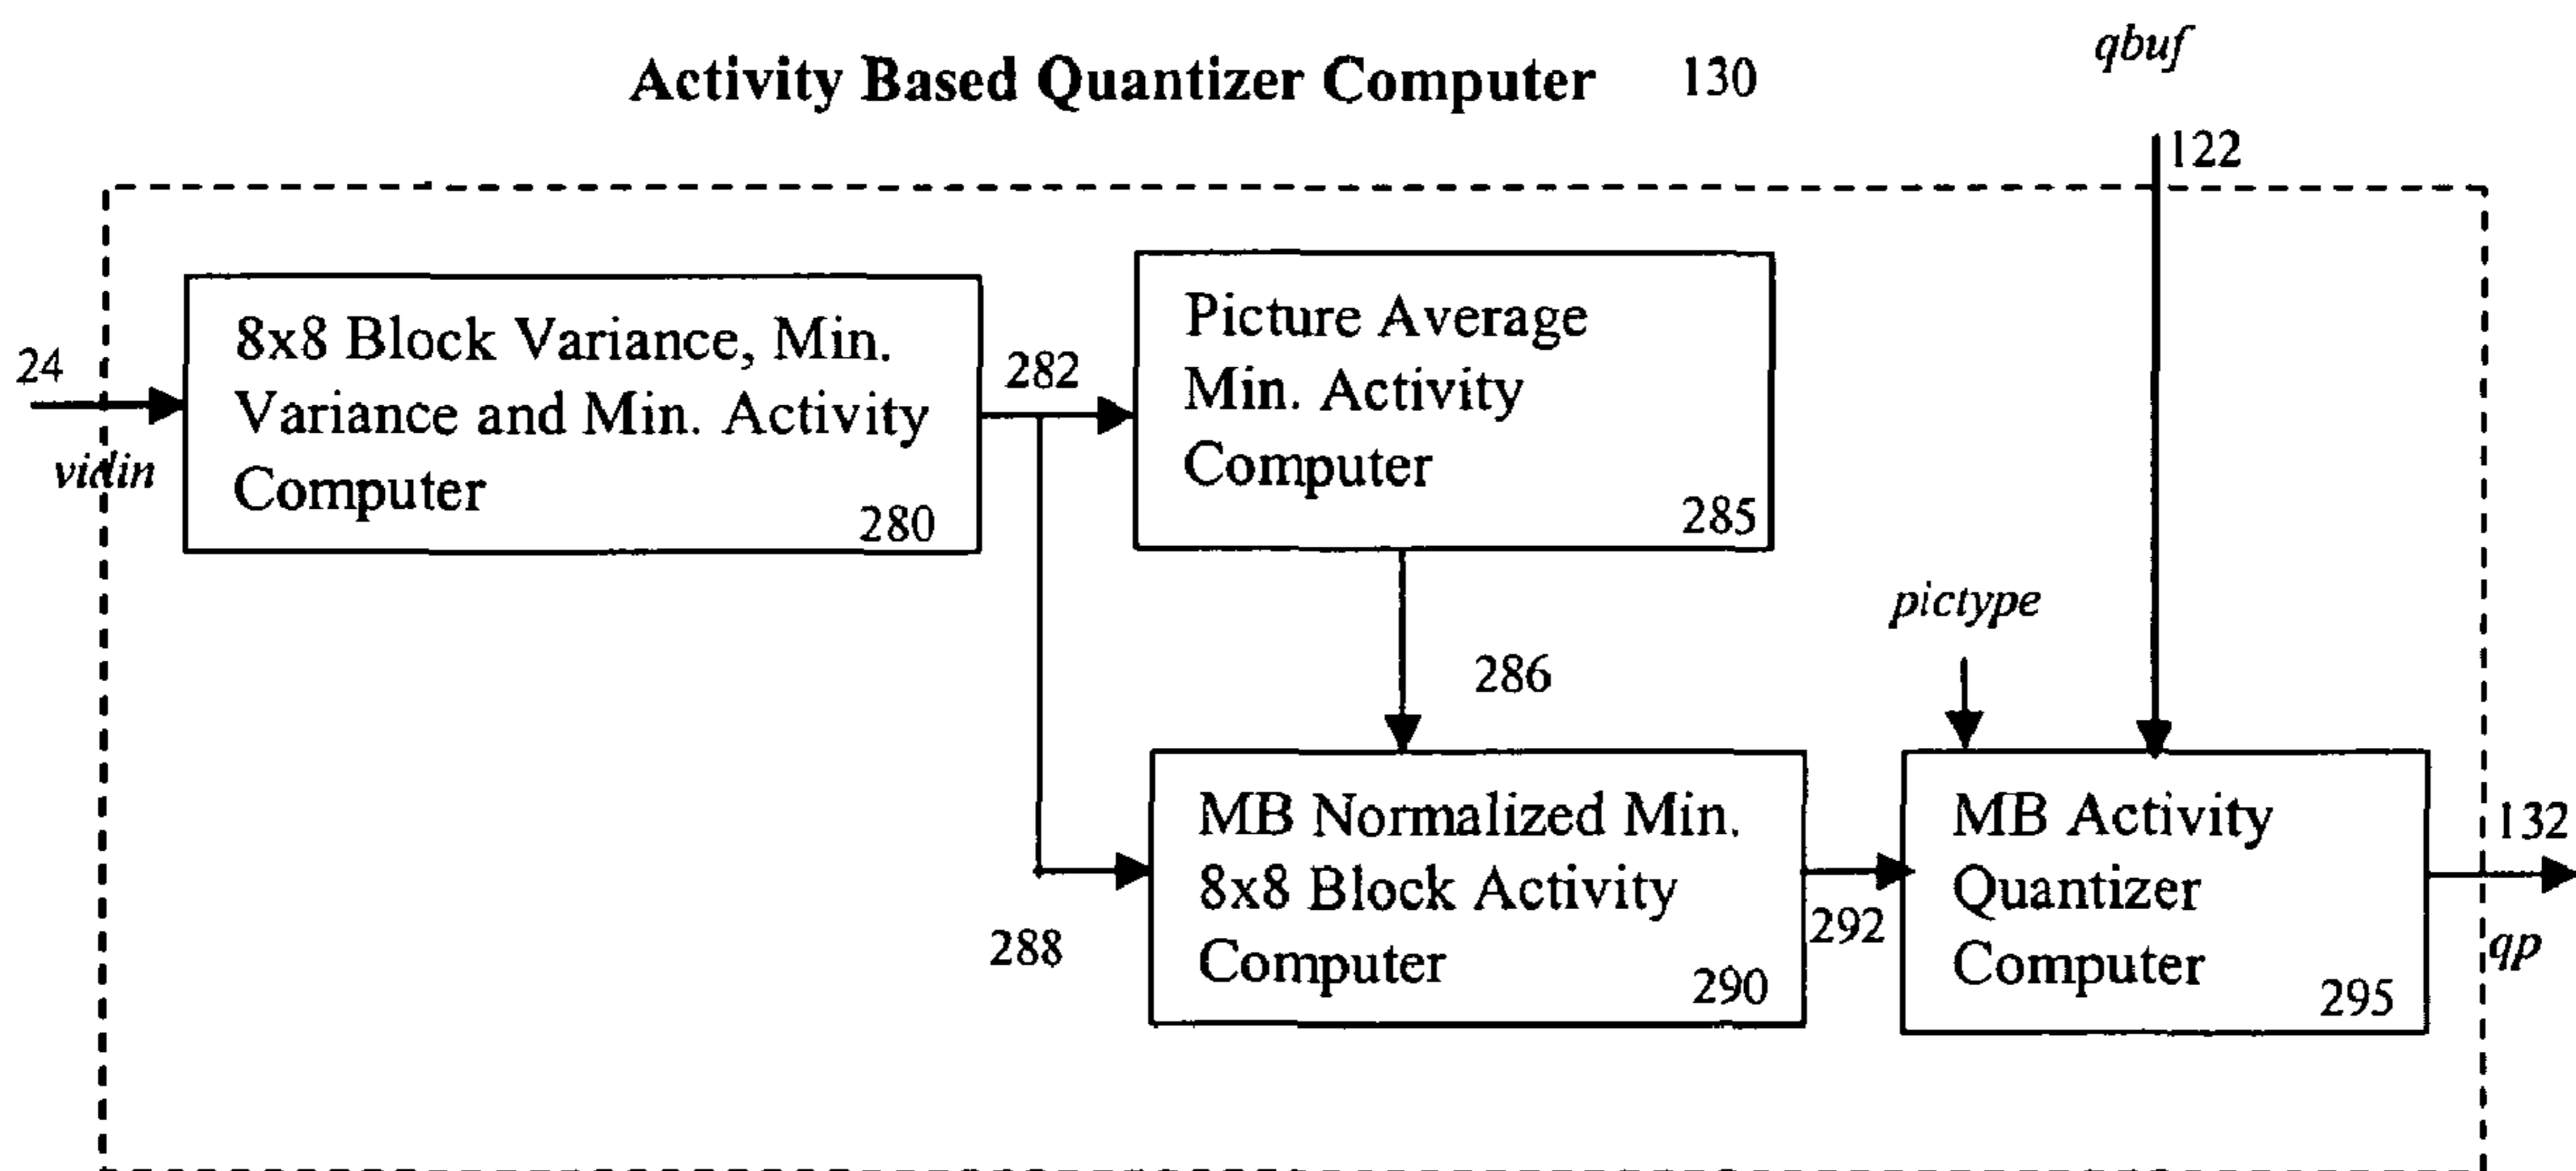 Activity Based Quantizer Computer 130
qbuf
122
24
vidin
8x8 Block Variance, Min.
Variance and Min. Activity
Computer
280
282
Picture Average
Min. Activity
Computer
285
286
288
pictype
MB Normalized Min.
8x8 Block Activity
Computer
290
292
MB Activity
Quantizer
Computer
295
132
qp